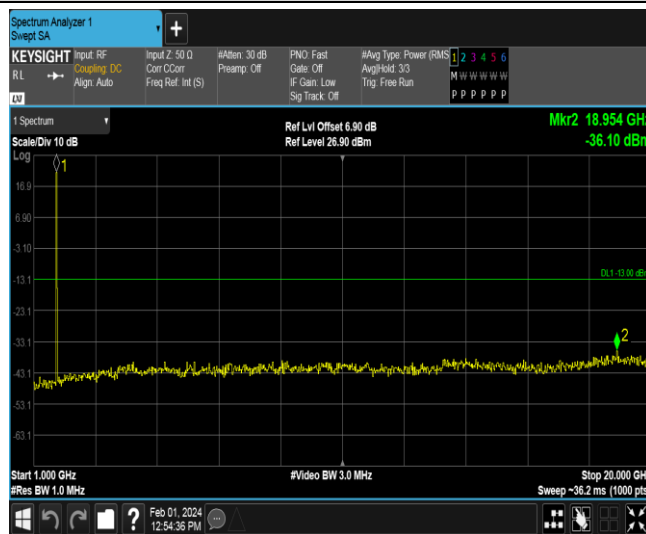 Spectrum Analyzer 1
Swept SA
KEYSIGHT Input: RF Input Z: 50 Ω #Atten: 30 dB PNO: Fast #Avg Type: Power (RMS 1 2 3 4 5 6
RL Coupling: DC Corr CCorr Preamp: Off Gate: Off Avg|Hold: 3/3 M W W W W W
Align: Auto Freq Ref: Int (S) IF Gain: Low Trig: Free Run
Sig Track: Off P P P P P P
LXI
1 Spectrum Ref Lvl Offset 6.90 dB Mkr2 18.954 GHz
Scale/Div 10 dB Ref Level 26.90 dBm -36.10 dBm
Log
1
16.9
6.90
-3.10
-13.1
DL1 -13.00 dBm
-23.1
-33.1
2
-43.1
-53.1
-63.1
Start 1.000 GHz #Video BW 3.0 MHz Stop 20.000 GH
#Res BW 1.0 MHz Sweep ~36.2 ms (1000 pts
Feb 01, 2024
12:54:36 PM